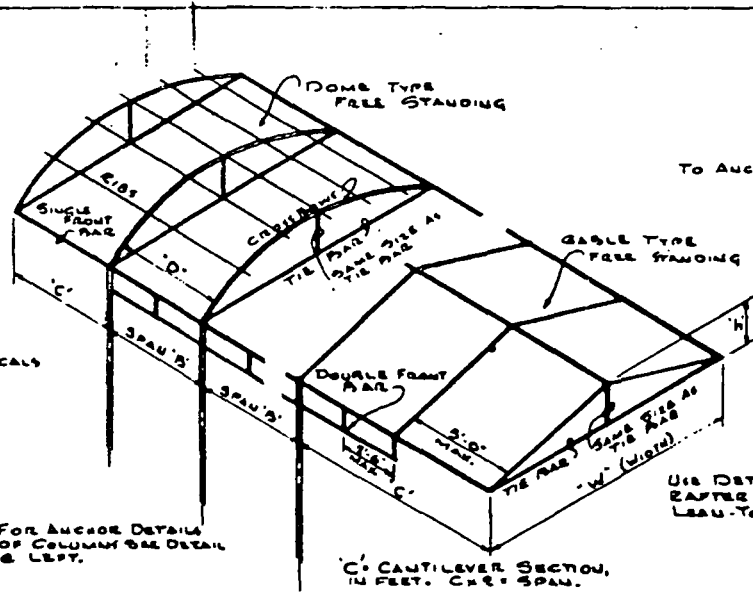 DOME TYPE
FREE STANDING
TO ANC
RIBS
SINGLE
FRONT
BAR
CROSS BOWS
"D"
TIE BAR
SAME SIZE AS
TIE BAR
GABLE TYPE
FREE STANDING
'H'
'C'
CALS
SPAN 'B'
SPAN 'B'
DOUBLE FRONT
BAR
MAX
'C'
5'-0"
MAX.
TIE BAR
SAME SIZE AS
TIE BAR
"W" (WIDTH)
USE DET
RAFTER
LEAN-TO
FOR ANCHOR DETAILS
OF COLUMNS SEE DETAIL
@ LEFT.
'C' = CANTILEVER SECTION,
IN FEET. C×2 = SPAN.